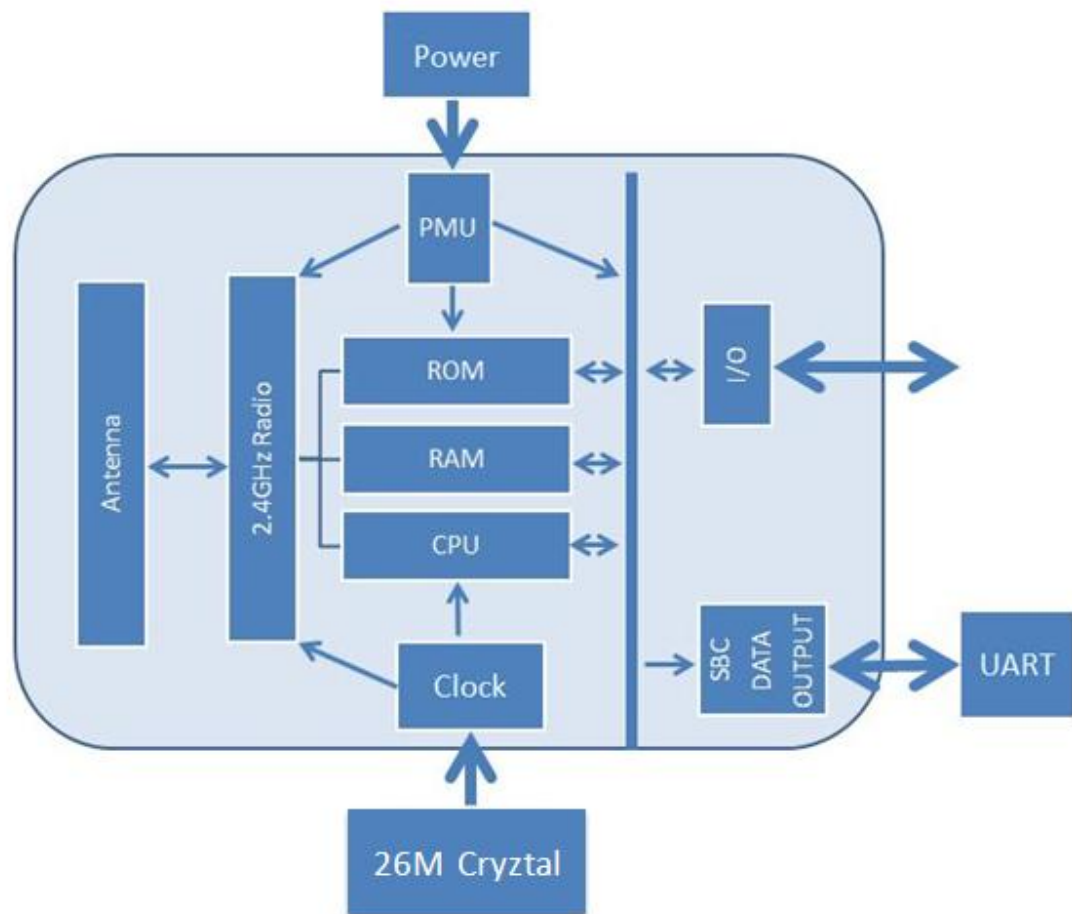 Power
PMU
Antenna
2.4GHz Radio
ROM
RAM
CPU
I/O
Clock
SBC
DATA
OUTPUT
UART
26M Cryztal